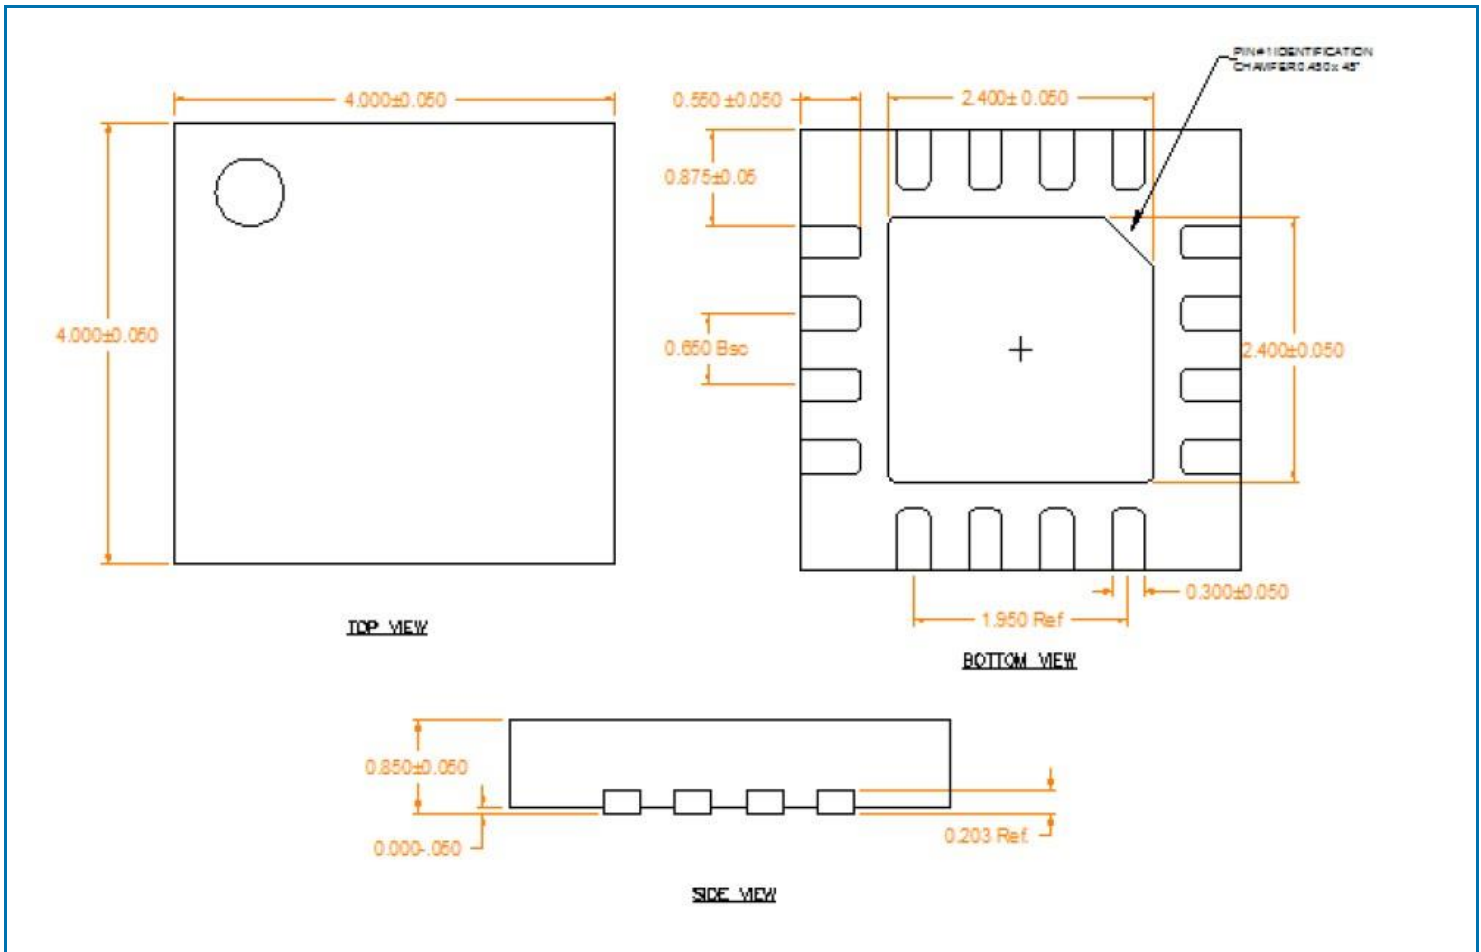 PIN#1 IDENTIFICATION
CHAMFER 0.450 x 45°
4.000±0.050
0.550 ±0.050
2.400± 0.050
0.875±0.05
4.000±0.050
0.650 Bsc
2.400±0.050
0.300±0.050
1.950 Ref
TOP VIEW
BOTTOM VIEW
0.850±0.050
0.203 Ref.
0.000-.050
SIDE VIEW